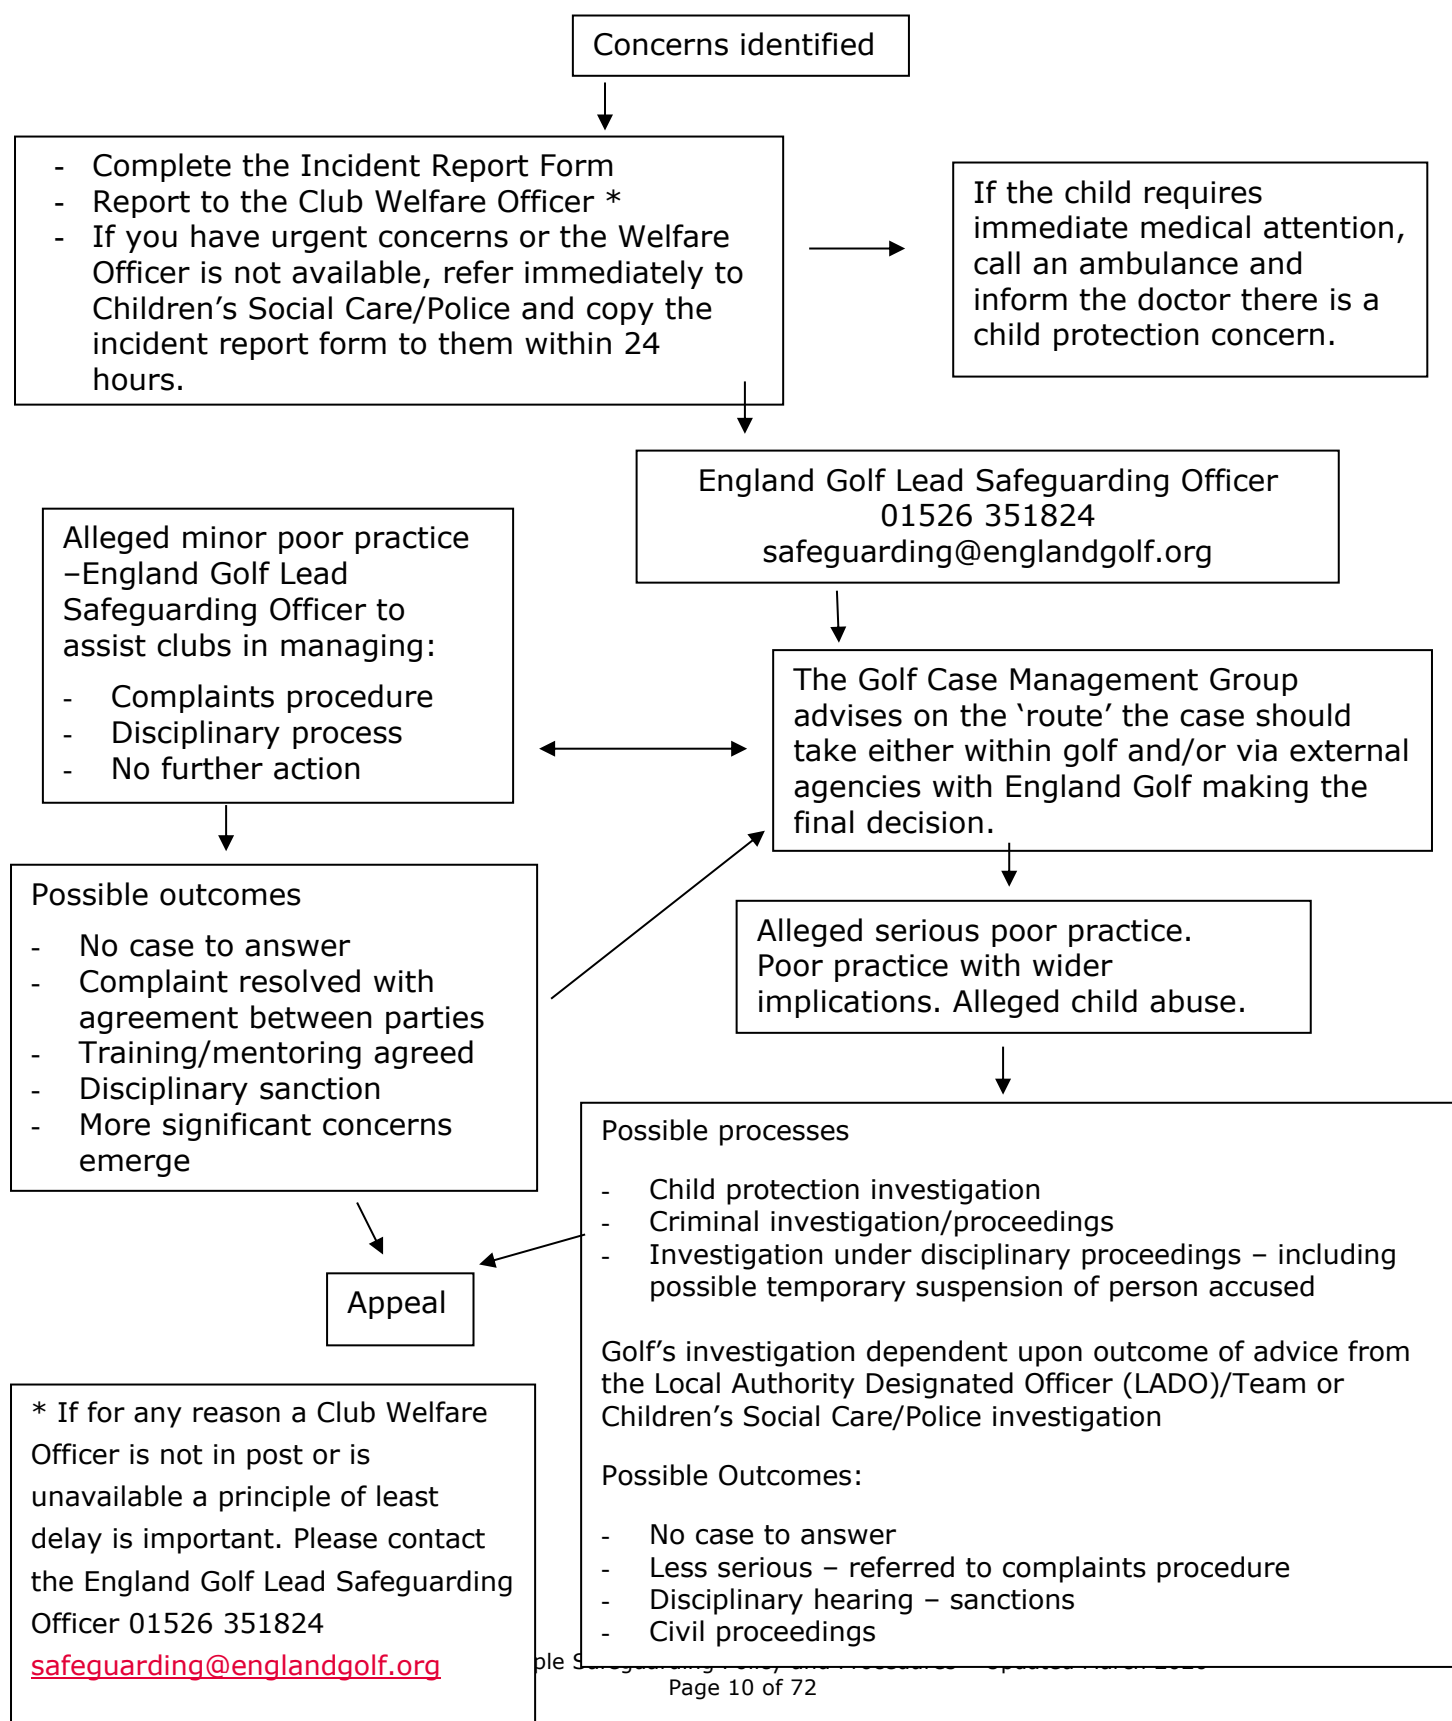 Concerns identified
- Complete the Incident Report Form
- Report to the Club Welfare Officer *
- If you have urgent concerns or the Welfare
Officer is not available, refer immediately to
Children’s Social Care/Police and copy the
incident report form to them within 24
hours.
If the child requires
immediate medical attention,
call an ambulance and
inform the doctor there is a
child protection concern.
England Golf Lead Safeguarding Officer
01526 351824
safeguarding@englandgolf.org
Alleged minor poor practice
–England Golf Lead
Safeguarding Officer to
assist clubs in managing:
- Complaints procedure
- Disciplinary process
- No further action
The Golf Case Management Group
advises on the ‘route’ the case should
take either within golf and/or via external
agencies with England Golf making the
final decision.
Possible outcomes
- No case to answer
- Complaint resolved with
agreement between parties
- Training/mentoring agreed
- Disciplinary sanction
- More significant concerns
emerge
Alleged serious poor practice.
Poor practice with wider
implications. Alleged child abuse.
Possible processes
- Child protection investigation
- Criminal investigation/proceedings
- Investigation under disciplinary proceedings – including
possible temporary suspension of person accused
Golf’s investigation dependent upon outcome of advice from
the Local Authority Designated Officer (LADO)/Team or
Children’s Social Care/Police investigation
Possible Outcomes:
- No case to answer
- Less serious – referred to complaints procedure
- Disciplinary hearing – sanctions
- Civil proceedings
Appeal
* If for any reason a Club Welfare
Officer is not in post or is
unavailable a principle of least
delay is important. Please contact
the England Golf Lead Safeguarding
Officer 01526 351824
safeguarding@englandgolf.org
Page 10 of 72